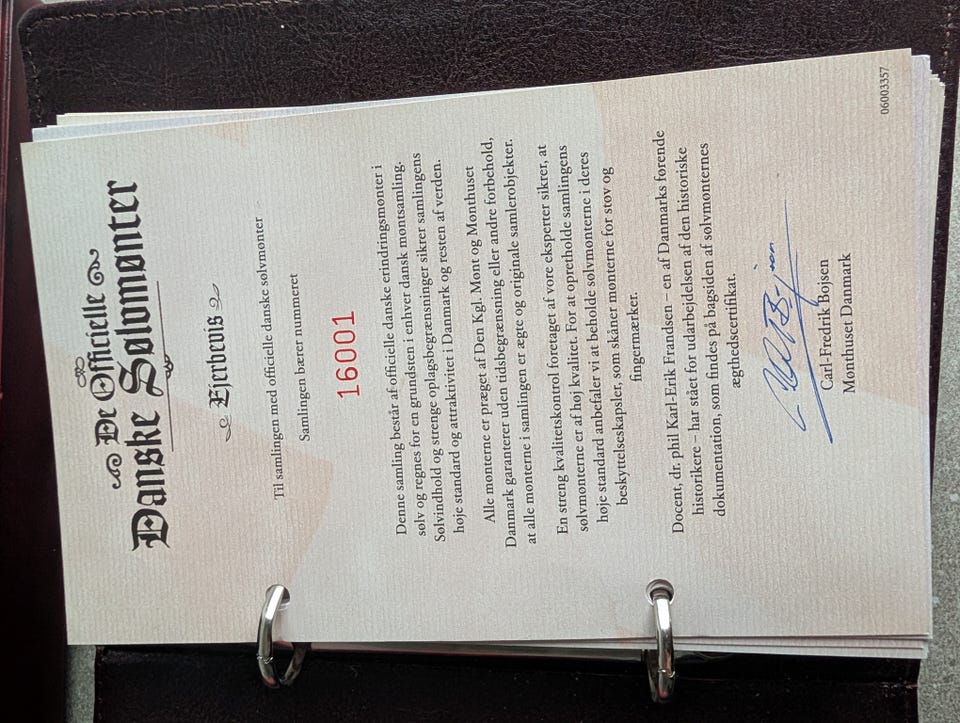 De Officielle
Danske Sølvmønter
Ejerbevis
Til samlingen med officielle danske sølvmønter
Samlingen bærer nummeret
16001
Denne samling består af officielle danske erindringsmønter i
sølv og regnes for en grundsten i enhver dansk møntsamling.
Sølvindhold og strenge oplagsbegrænsninger sikrer samlingens
høje standard og attraktivitet i Danmark og resten af verden.
Alle mønterne er præget af Den Kgl. Mønt og Mønthuset
Danmark garanterer uden tidsbegrænsning eller andre forbehold,
at alle mønterne i samlingen er ægte og originale samlerobjekter.
En streng kvalitetskontrol foretaget af vore eksperter sikrer, at
sølvmønterne er af høj kvalitet. For at opretholde samlingens
høje standard anbefaler vi at beholde sølvmønterne i deres
beskyttelseskapsler, som skåner mønterne for støv og
fingermærker.
Docent, dr. phil Karl-Erik Frandsen – en af Danmarks førende
historikere – har stået for udarbejdelsen af den historiske
dokumentation, som findes på bagsiden af sølvmønternes
ægthedscertifikat.
Carl-Fredrik Bojsen
Mønthuset Danmark
06003357